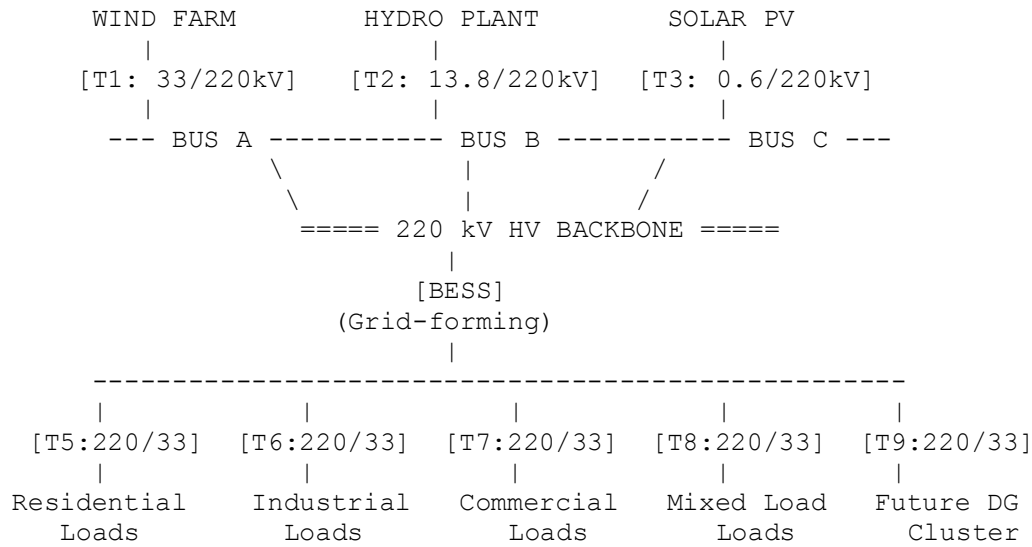 WIND FARM HYDRO PLANT SOLAR PV
[T1: 33/220kV] [T2: 13.8/220kV] [T3: 0.6/220kV]
--- BUS A ----------- BUS B ----------- BUS C ---
===== 220 kV HV BACKBONE =====
[BESS]
(Grid-forming)
[T5:220/33] [T6:220/33] [T7:220/33] [T8:220/33] [T9:220/33]
Residential Industrial Commercial Mixed Load Future DG
Loads Loads Loads Loads Cluster